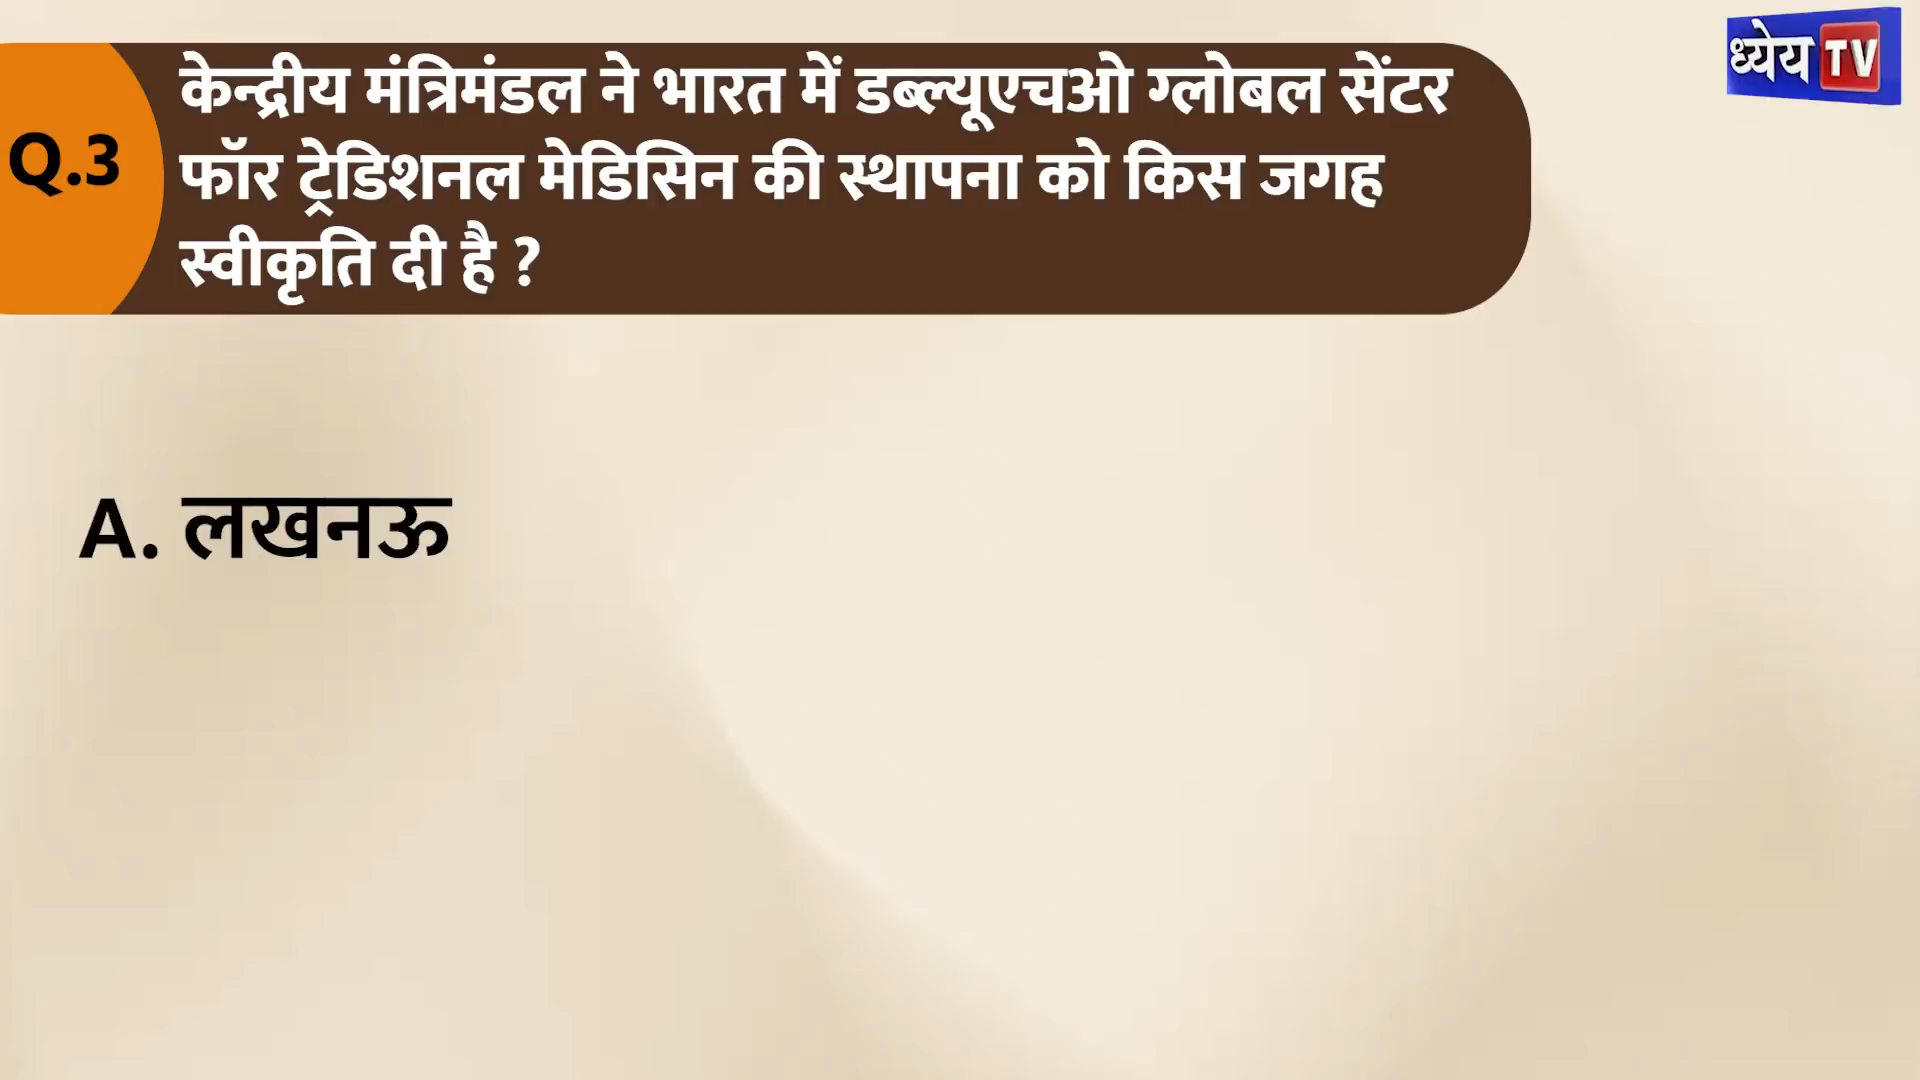 ध्येय TV
Q.3
केन्द्रीय मंत्रिमंडल ने भारत में डब्ल्यूएचओ ग्लोबल सेंटर
फॉर ट्रेडिशनल मेडिसिन की स्थापना को किस जगह
स्वीकृति दी है ?
A. लखनऊ